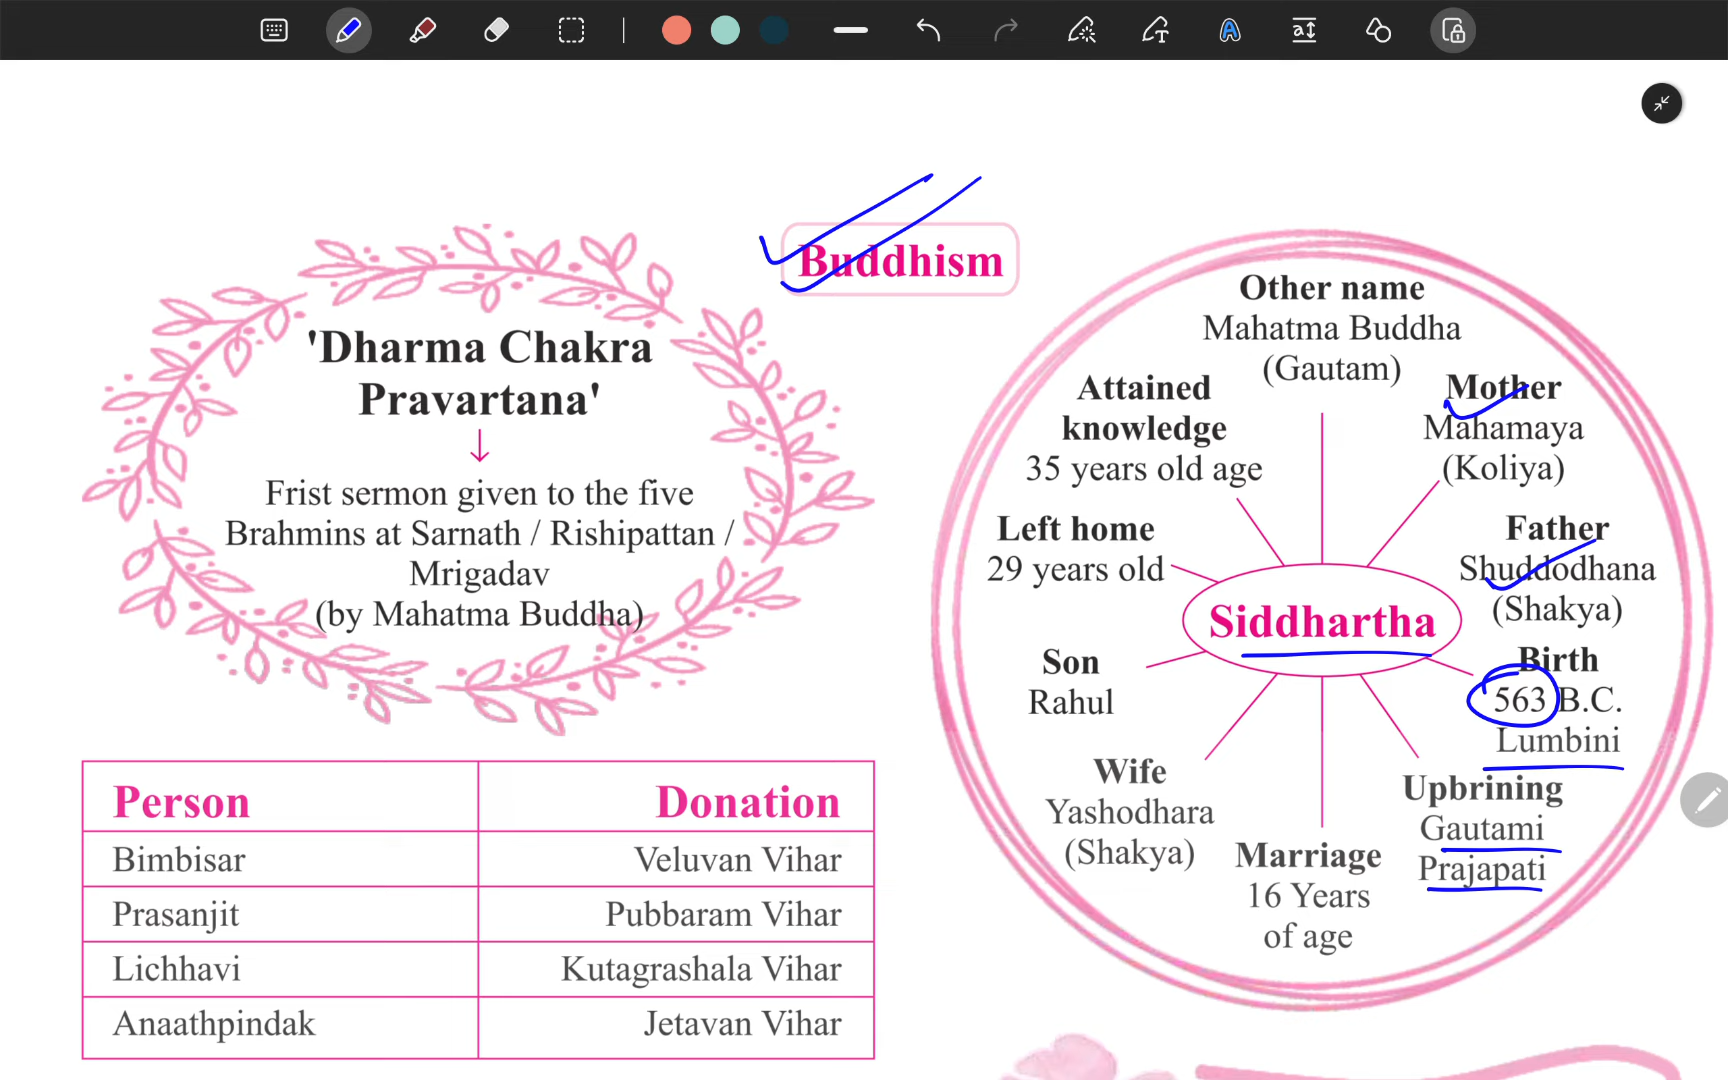 Buddhism
'Dharma Chakra
Pravartana'
Frist sermon given to the five
Brahmins at Sarnath / Rishipattan /
Mrigadav
(by Mahatma Buddha)
Person Donation
Bimbisar Veluvan Vihar
Prasanjit Pubbaram Vihar
Lichhavi Kutagrashala Vihar
Anaathpindak Jetavan Vihar
Siddhartha
Other name
Mahatma Buddha
(Gautam)
Mother
Mahamaya
(Koliya)
Father
Shuddodhana
(Shakya)
Birth
563 B.C.
Lumbini
Upbrining
Gautami
Prajapati
Marriage
16 Years
of age
Wife
Yashodhara
(Shakya)
Son
Rahul
Left home
29 years old
Attained
knowledge
35 years old age